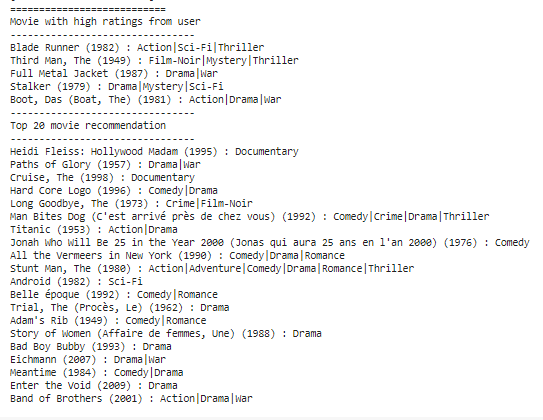 ===========================
Movie with high ratings from user
--------------------------------
Blade Runner (1982) : Action|Sci-Fi|Thriller
Third Man, The (1949) : Film-Noir|Mystery|Thriller
Full Metal Jacket (1987) : Drama|War
Stalker (1979) : Drama|Mystery|Sci-Fi
Boot, Das (Boat, The) (1981) : Action|Drama|War
--------------------------------
Top 20 movie recommendation
--------------------------------
Heidi Fleiss: Hollywood Madam (1995) : Documentary
Paths of Glory (1957) : Drama|War
Cruise, The (1998) : Documentary
Hard Core Logo (1996) : Comedy|Drama
Long Goodbye, The (1973) : Crime|Film-Noir
Man Bites Dog (C'est arrivé près de chez vous) (1992) : Comedy|Crime|Drama|Thriller
Titanic (1953) : Action|Drama
Jonah Who Will Be 25 in the Year 2000 (Jonas qui aura 25 ans en l'an 2000) (1976) : Comedy
All the Vermeers in New York (1990) : Comedy|Drama|Romance
Stunt Man, The (1980) : Action|Adventure|Comedy|Drama|Romance|Thriller
Android (1982) : Sci-Fi
Belle époque (1992) : Comedy|Romance
Trial, The (Procès, Le) (1962) : Drama
Adam's Rib (1949) : Comedy|Romance
Story of Women (Affaire de femmes, Une) (1988) : Drama
Bad Boy Bubby (1993) : Drama
Eichmann (2007) : Drama|War
Meantime (1984) : Comedy|Drama
Enter the Void (2009) : Drama
Band of Brothers (2001) : Action|Drama|War